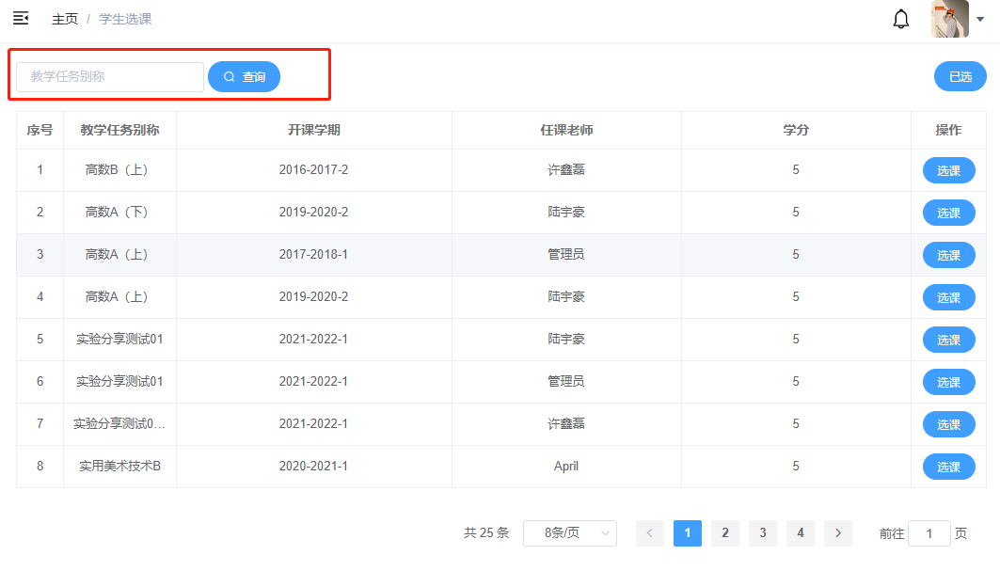 主页 / 学生选课
教学任务别称 查询 已选
序号 教学任务别称 开课学期 任课老师 学分 操作
1 高数B（上） 2016-2017-2 许鑫磊 5 选课
2 高数A（下） 2019-2020-2 陆宇豪 5 选课
3 高数A（上） 2017-2018-1 管理员 5 选课
4 高数A（上） 2019-2020-2 陆宇豪 5 选课
5 实验分享测试01 2021-2022-1 陆宇豪 5 选课
6 实验分享测试01 2021-2022-1 管理员 5 选课
7 实验分享测试0... 2021-2022-1 许鑫磊 5 选课
8 实用美术技术B 2020-2021-1 April 5 选课
共 25 条 8条/页 < 1 2 3 4 > 前往 1 页